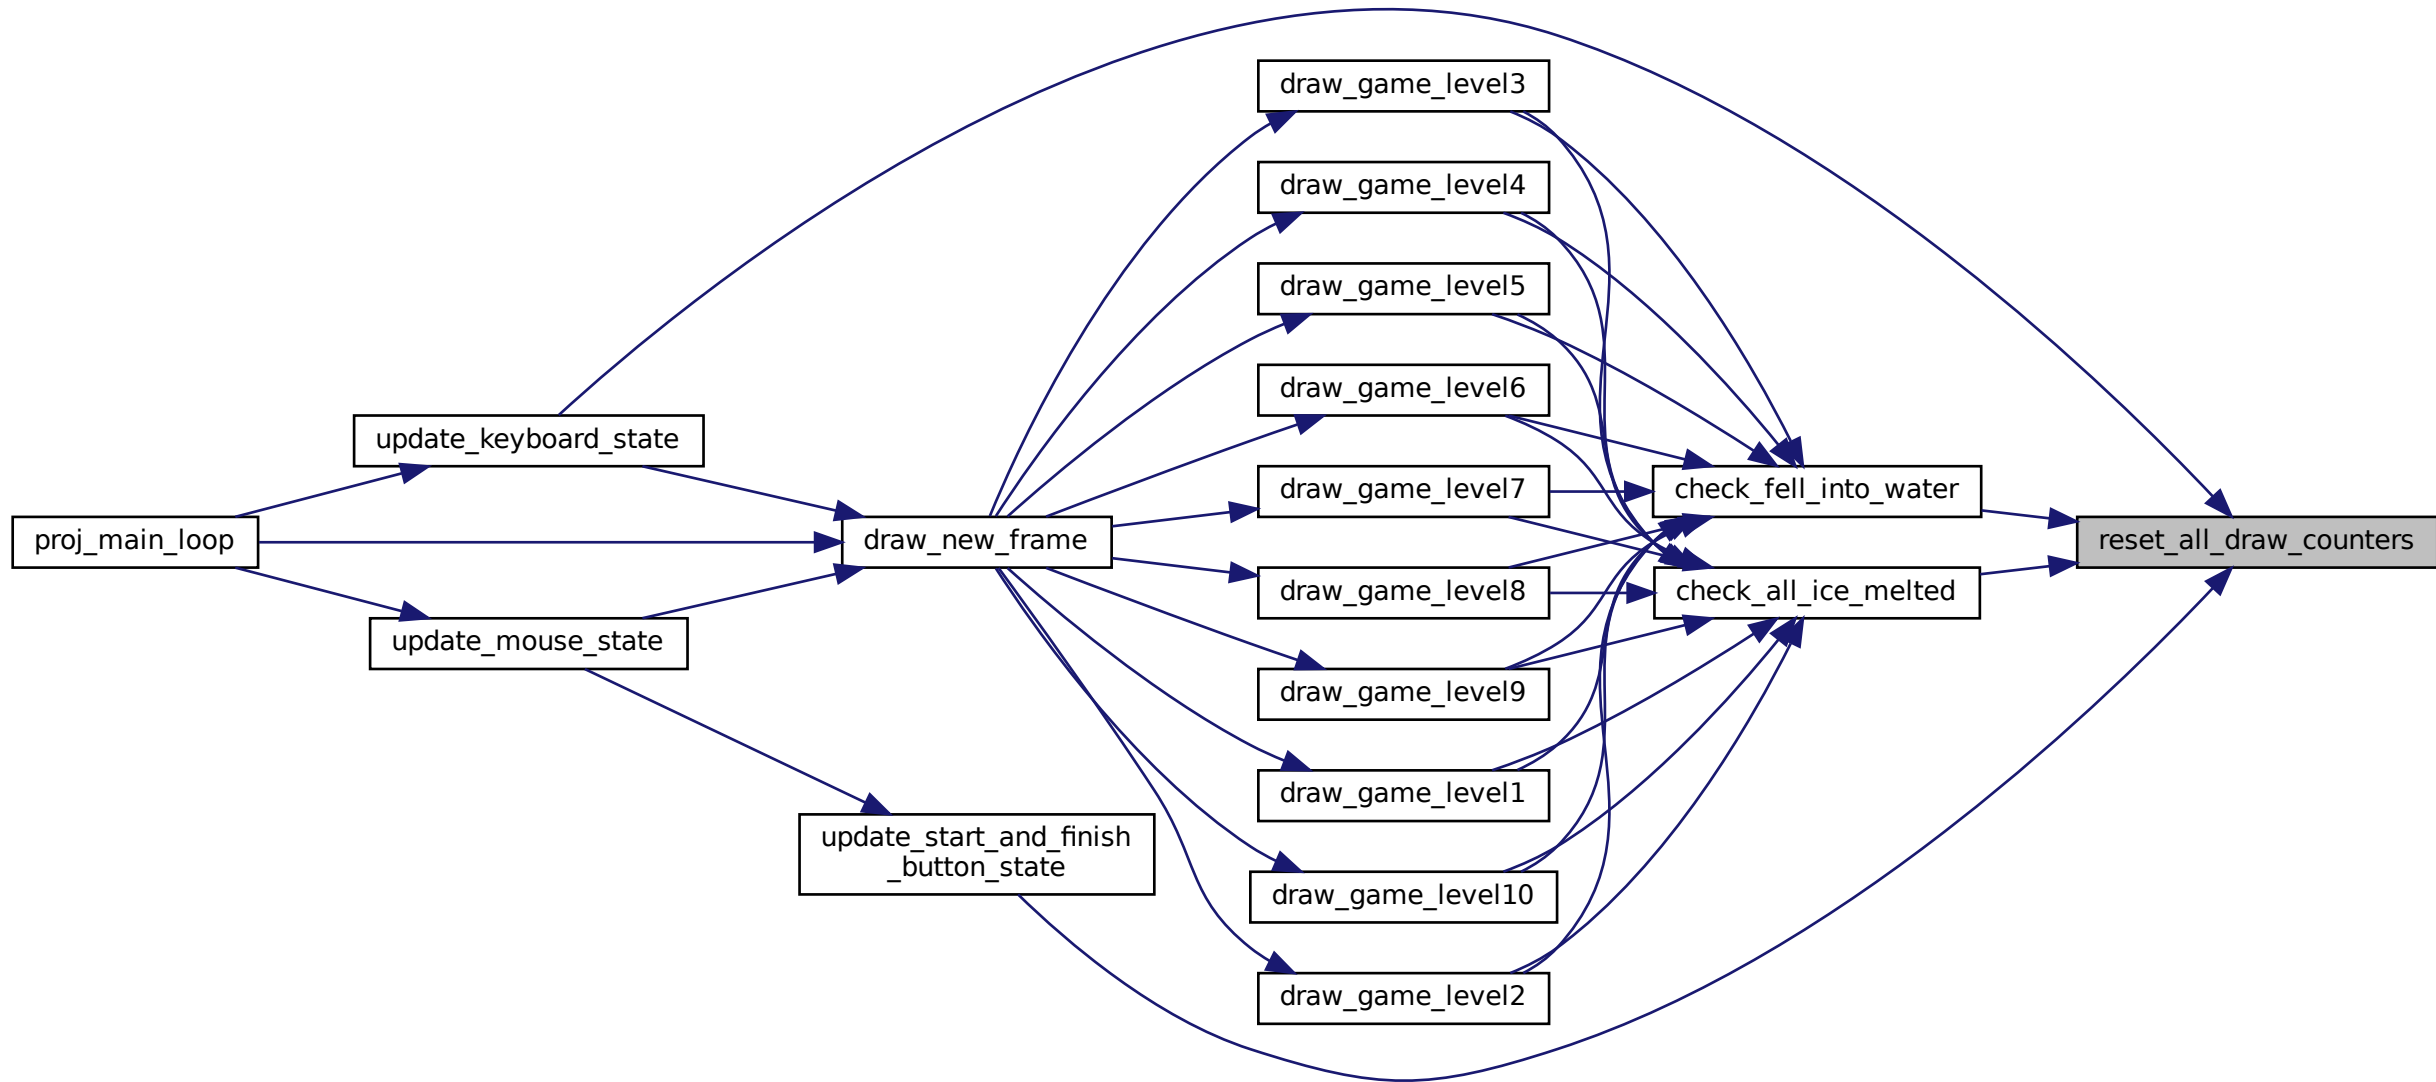 draw_game_level3
draw_game_level4
draw_game_level5
draw_game_level6
update_keyboard_state
draw_game_level7
check_fell_into_water
proj_main_loop
draw_new_frame
reset_all_draw_counters
draw_game_level8
check_all_ice_melted
update_mouse_state
draw_game_level9
draw_game_level1
update_start_and_finish
_button_state
draw_game_level10
draw_game_level2